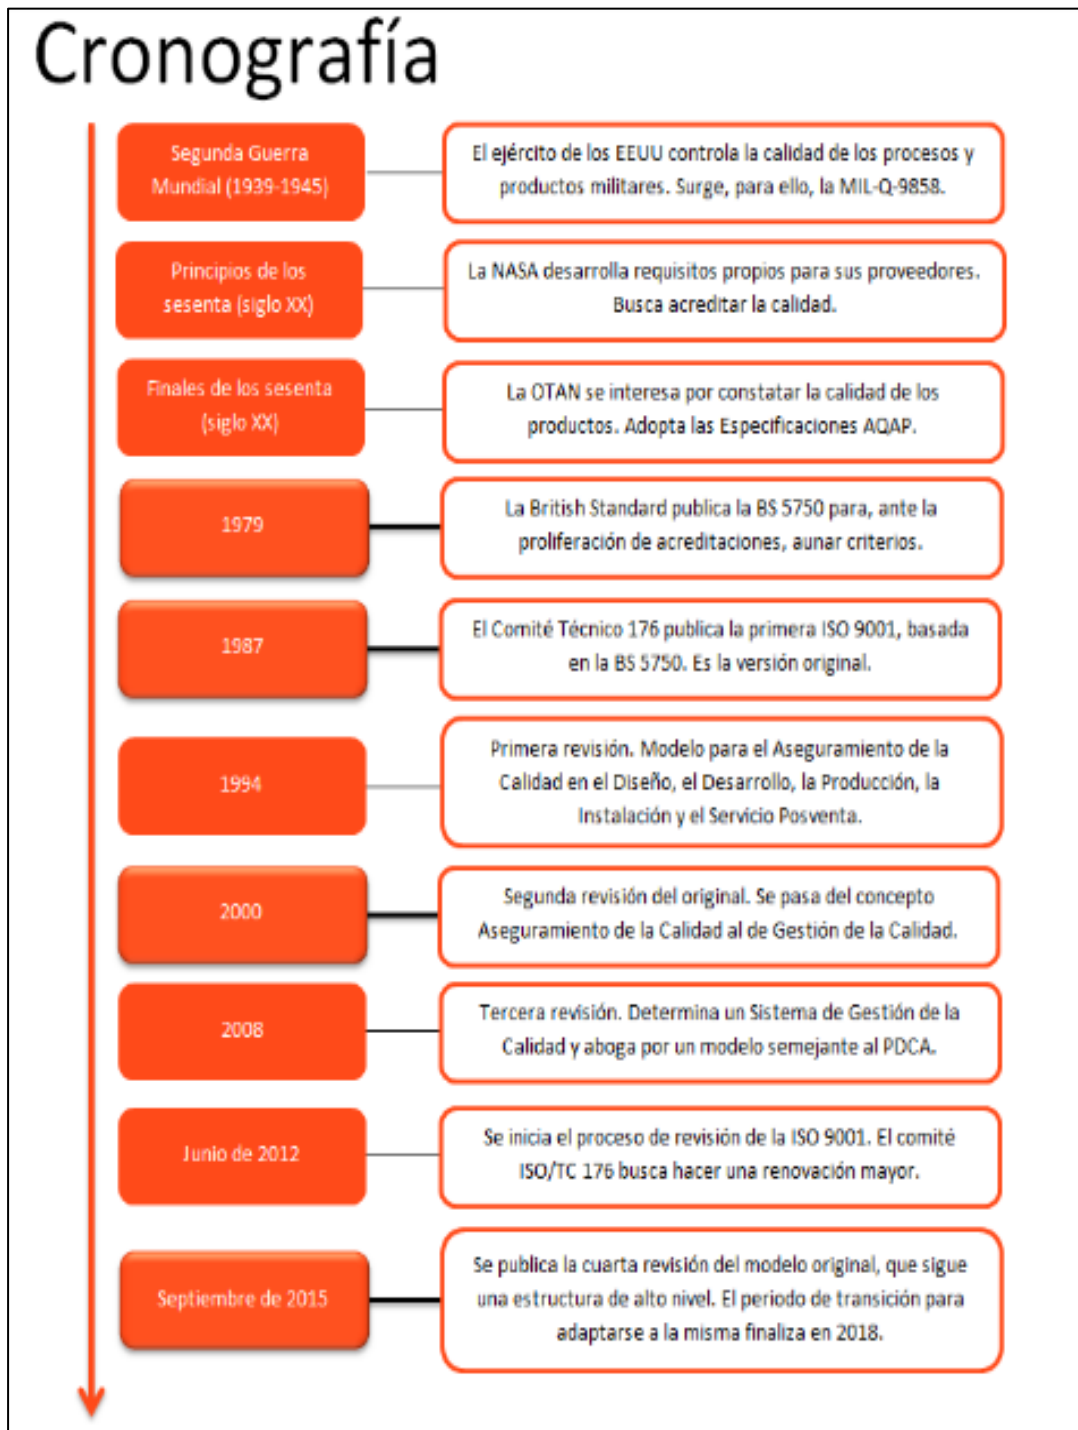 Cronografía
Segunda Guerra
Mundial (1939-1945)
El ejército de los EEUU controla la calidad de los procesos y
productos militares. Surge, para ello, la MIL-Q-9858.
Principios de los
sesenta (siglo XX)
La NASA desarrolla requisitos propios para sus proveedores.
Busca acreditar la calidad.
Finales de los sesenta
(siglo XX)
La OTAN se interesa por constatar la calidad de los
productos. Adopta las Especificaciones AQAP.
1979
La British Standard publica la BS 5750 para, ante la
proliferación de acreditaciones, aunar criterios.
1987
El Comité Técnico 176 publica la primera ISO 9001, basada
en la BS 5750. Es la versión original.
1994
Primera revisión. Modelo para el Aseguramiento de la
Calidad en el Diseño, el Desarrollo, la Producción, la
Instalación y el Servicio Posventa.
2000
Segunda revisión del original. Se pasa del concepto
Aseguramiento de la Calidad al de Gestión de la Calidad.
2008
Tercera revisión. Determina un Sistema de Gestión de la
Calidad y aboga por un modelo semejante al PDCA.
Junio de 2012
Se inicia el proceso de revisión de la ISO 9001. El comité
ISO/TC 176 busca hacer una renovación mayor.
Septiembre de 2015
Se publica la cuarta revisión del modelo original, que sigue
una estructura de alto nivel. El periodo de transición para
adaptarse a la misma finaliza en 2018.